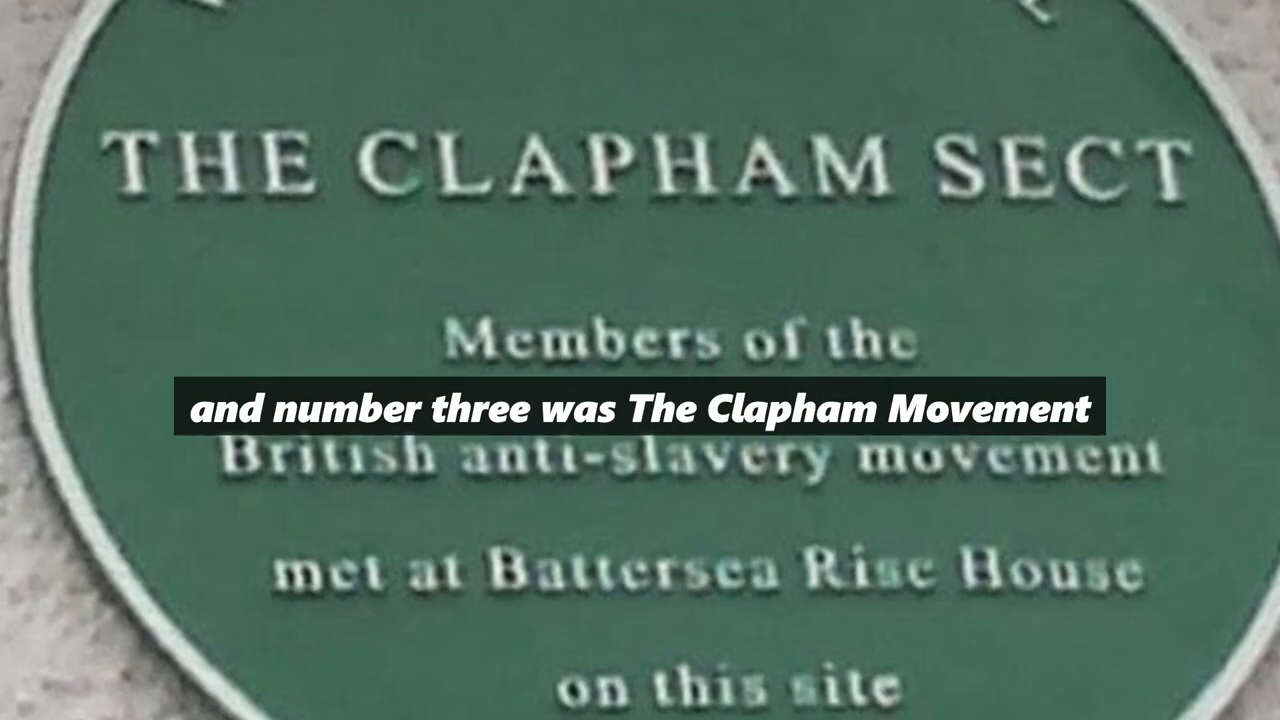 THE CLAPHAM SECT
Members of the
and number three was The Clapham Movement
British anti-slavery movement
met at Battersea Rise House
on this site